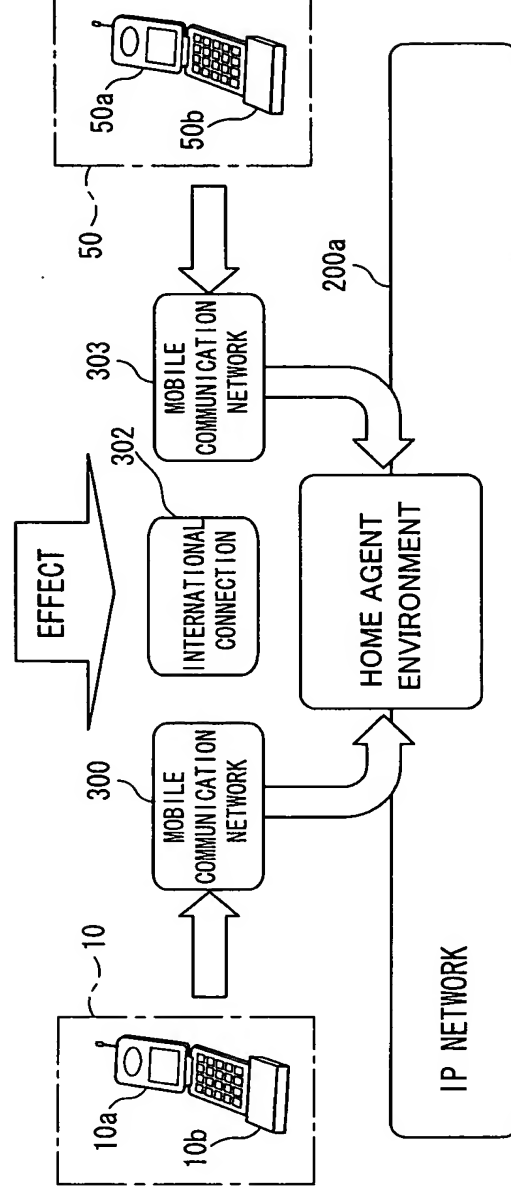 EFFECT
10
10a
10b
300
MOBILE
COMMUNICATION
NETWORK
302
INTERNATIONAL
CONNECTION
303
MOBILE
COMMUNICATION
NETWORK
50
50a
50b
HOME AGENT
ENVIRONMENT
200a
IP NETWORK